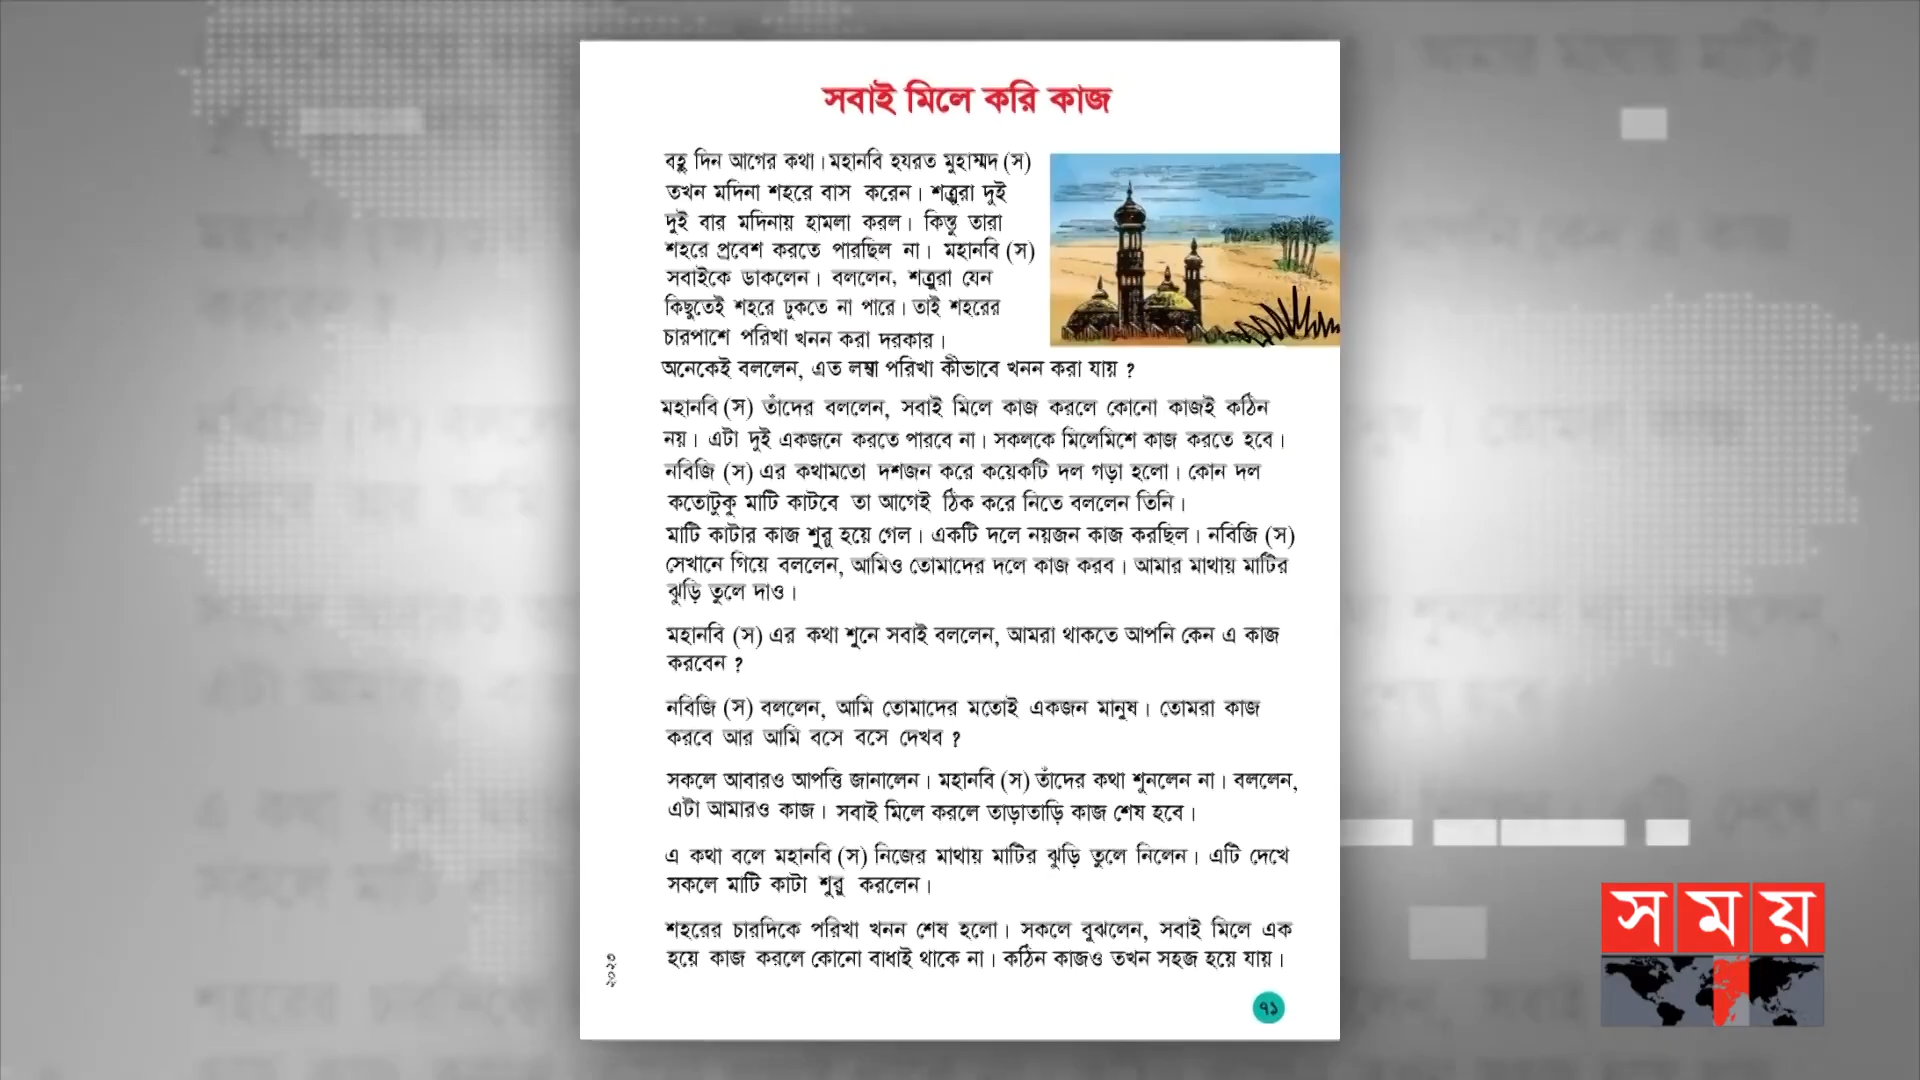 সবাই মিলে করি কাজ
বহু দিন আগের কথা। মহানবি হযরত মুহাম্মদ (স)
তখন মদিনা শহরে বাস করেন। শত্রুরা দুই
দুই বার মদিনায় হামলা করল। কিন্তু তারা
শহরে প্রবেশ করতে পারছিল না। মহানবি (স)
সবাইকে ডাকলেন। বললেন, শত্রুরা যেন
কিছুতেই শহরে ঢুকতে না পারে। তাই শহরের
চারপাশে পরিখা খনন করা দরকার।
অনেকেই বললেন, এত লম্বা পরিখা কীভাবে খনন করা যায় ?
মহানবি (স) তাঁদের বললেন, সবাই মিলে কাজ করলে কোনো কাজই কঠিন
নয়। এটা দুই একজনে করতে পারবে না। সকলকে মিলেমিশে কাজ করতে হবে।
নবিজি (স) এর কথামতো দশজন করে কয়েকটি দল গড়া হলো। কোন দল
কতোটুকু মাটি কাটবে তা আগেই ঠিক করে নিতে বললেন তিনি।
মাটি কাটার কাজ শুরু হয়ে গেল। একটি দলে নয়জন কাজ করছিল। নবিজি (স)
সেখানে গিয়ে বললেন, আমিও তোমাদের দলে কাজ করব। আমার মাথায় মাটির
ঝুড়ি তুলে দাও।
মহানবি (স) এর কথা শুনে সবাই বললেন, আমরা থাকতে আপনি কেন এ কাজ
করবেন ?
নবিজি (স) বললেন, আমি তোমাদের মতোই একজন মানুষ। তোমরা কাজ
করবে আর আমি বসে বসে দেখব ?
সকলে আবারও আপত্তি জানালেন। মহানবি (স) তাঁদের কথা শুনলেন না। বললেন,
এটা আমারও কাজ। সবাই মিলে করলে তাড়াতাড়ি কাজ শেষ হবে।
এ কথা বলে মহানবি (স) নিজের মাথায় মাটির ঝুড়ি তুলে নিলেন। এটি দেখে
সকলে মাটি কাটা শুরু করলেন।
শহরের চারদিকে পরিখা খনন শেষ হলো। সকলে বুঝলেন, সবাই মিলে এক
হয়ে কাজ করলে কোনো বাধাই থাকে না। কঠিন কাজও তখন সহজ হয়ে যায়।
২০২৩
৭১
সময়